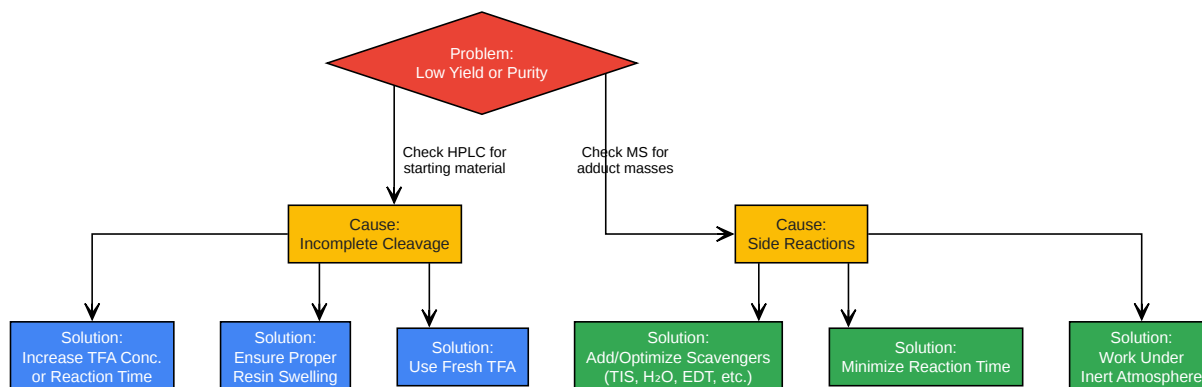 Problem:
Low Yield or Purity
Check HPLC for
starting material
Check MS for
adduct masses
Cause:
Incomplete Cleavage
Cause:
Side Reactions
Solution:
Increase TFA Conc.
or Reaction Time
Solution:
Ensure Proper
Resin Swelling
Solution:
Use Fresh TFA
Solution:
Add/Optimize Scavengers
(TIS, H₂O, EDT, etc.)
Solution:
Minimize Reaction Time
Solution:
Work Under
Inert Atmosphere